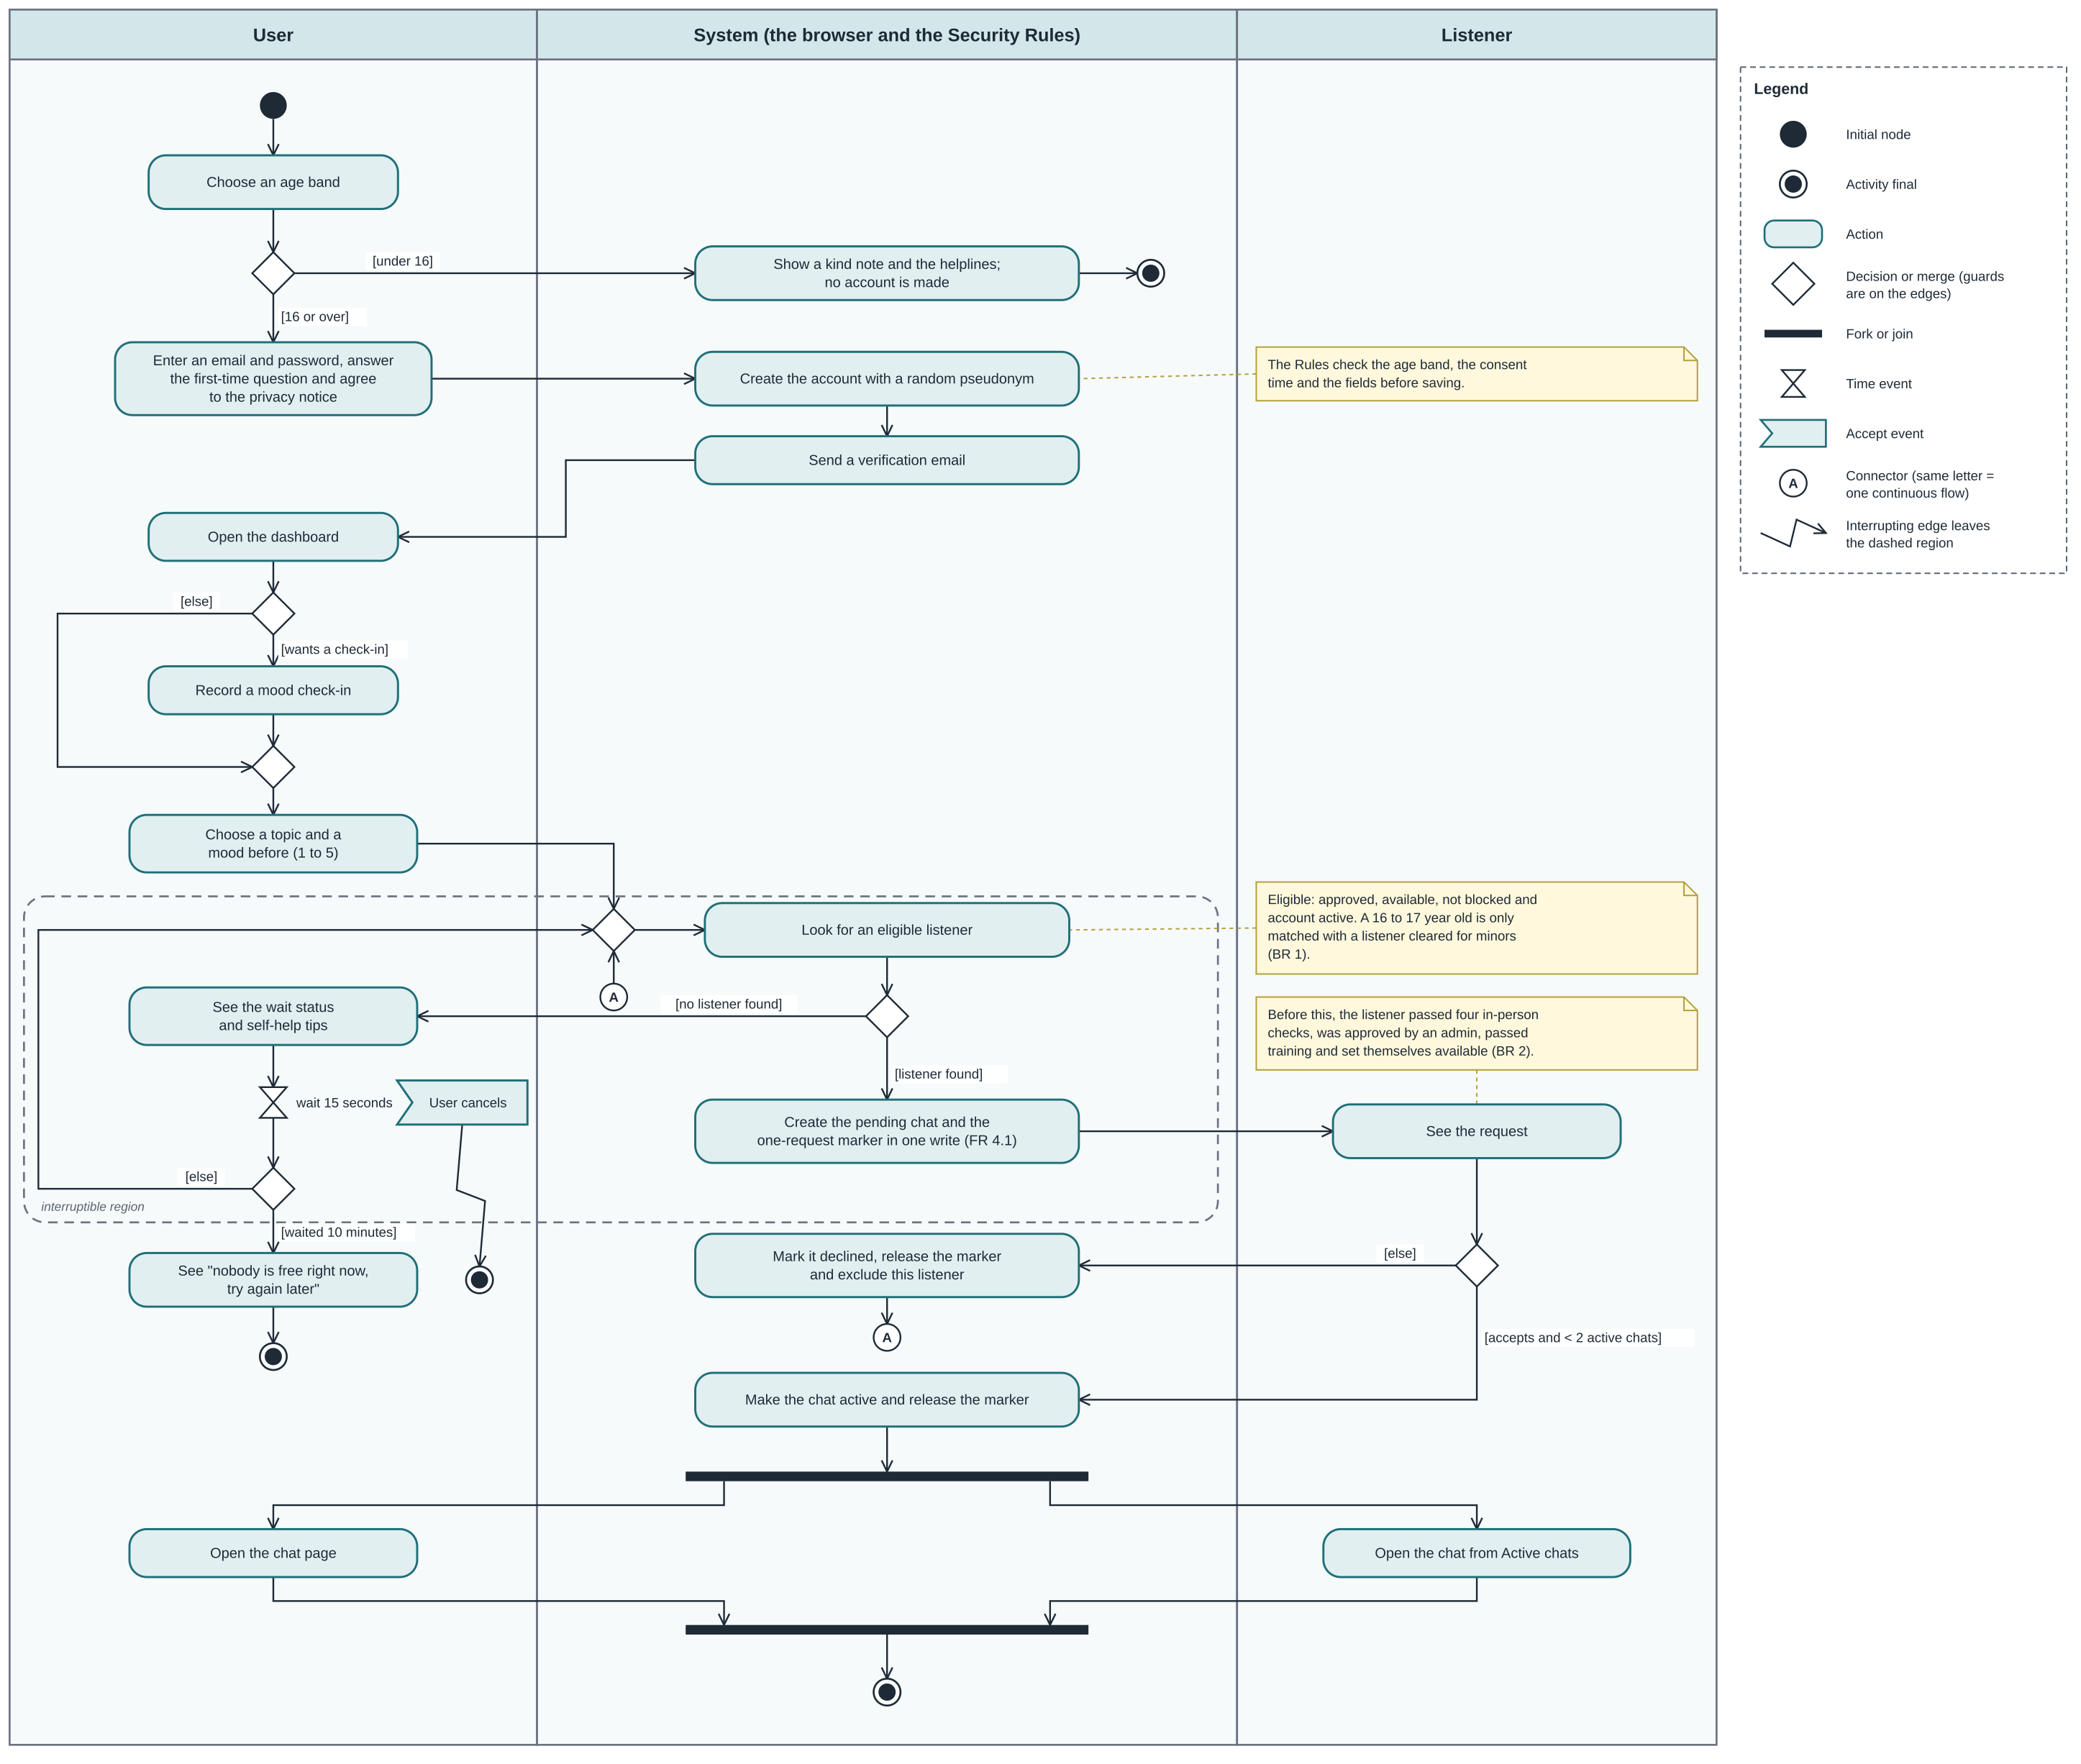 User
System (the browser and the Security Rules)
Listener
Legend
Initial node
Activity final
Action
Decision or merge (guards
are on the edges)
Fork or join
Time event
Accept event
A
Connector (same letter =
one continuous flow)
Interrupting edge leaves
the dashed region
Choose an age band
[under 16]
Show a kind note and the helplines;
no account is made
[16 or over]
Enter an email and password, answer
the first-time question and agree
to the privacy notice
Create the account with a random pseudonym
The Rules check the age band, the consent
time and the fields before saving.
Send a verification email
Open the dashboard
[else]
[wants a check-in]
Record a mood check-in
Choose a topic and a
mood before (1 to 5)
Look for an eligible listener
Eligible: approved, available, not blocked and
account active. A 16 to 17 year old is only
matched with a listener cleared for minors
(BR 1).
A
[no listener found]
See the wait status
and self-help tips
Before this, the listener passed four in-person
checks, was approved by an admin, passed
training and set themselves available (BR 2).
[listener found]
wait 15 seconds
User cancels
Create the pending chat and the
one-request marker in one write (FR 4.1)
See the request
[else]
interruptible region
[waited 10 minutes]
See "nobody is free right now,
try again later"
Mark it declined, release the marker
and exclude this listener
[else]
A
[accepts and < 2 active chats]
Make the chat active and release the marker
Open the chat page
Open the chat from Active chats